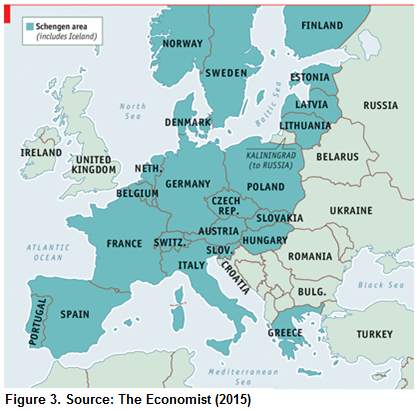 Schengen area
(includes Iceland)
FINLAND
NORWAY
SWEDEN
ESTONIA
North
Sea
Baltic Sea
RUSSIA
LATVIA
DENMARK
LITHUANIA
IRELAND
UNITED
KINGDOM
NETH.
KALININGRAD
(to RUSSIA)
BELARUS
BELGIUM
GERMANY
POLAND
CZECH
REP.
UKRAINE
SLOVAKIA
ATLANTIC
OCEAN
FRANCE
SWITZ.
AUSTRIA
HUNGARY
SLOV.
ROMANIA
ITALY
CROATIA
Black Sea
BULG.
PORTUGAL
SPAIN
GREECE
TURKEY
Mediterranean
Sea
Figure 3. Source: The Economist (2015)